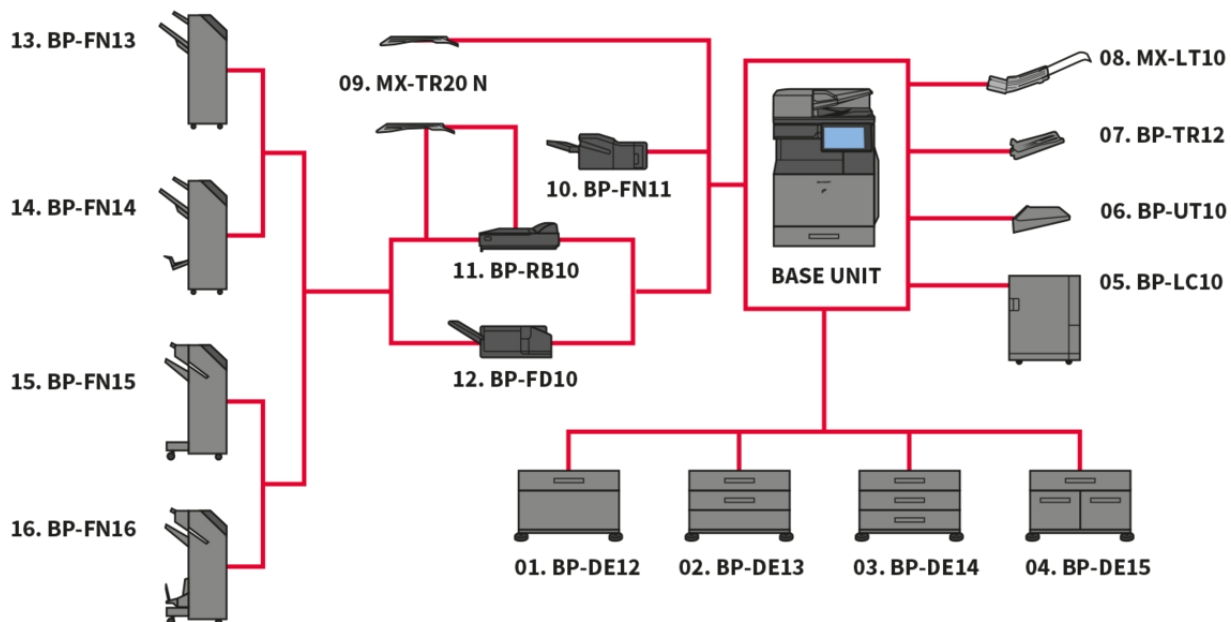 13. BP-FN13
09. MX-TR20 N
08. MX-LT10
07. BP-TR12
14. BP-FN14
10. BP-FN11
06. BP-UT10
11. BP-RB10
BASE UNIT
05. BP-LC10
15. BP-FN15
12. BP-FD10
16. BP-FN16
01. BP-DE12
02. BP-DE13
03. BP-DE14
04. BP-DE15